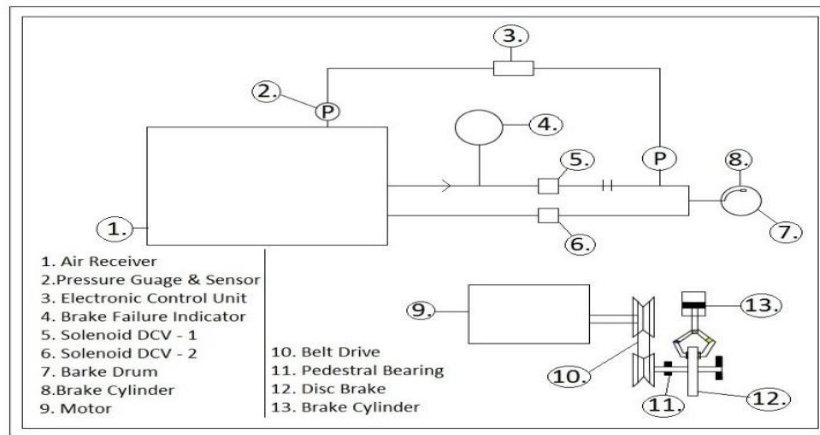 3.
2.
P
4.
5.
P
8.
7.
6.
1.
1. Air Receiver
2.Pressure Guage & Sensor
3. Electronic Control Unit
4. Brake Failure Indicator
5. Solenoid DCV - 1
6. Solenoid DCV - 2
7. Barke Drum
8.Brake Cylinder
9. Motor
10. Belt Drive
11. Pedestral Bearing
12. Disc Brake
13. Brake Cylinder
9.
13.
10.
11.
12.